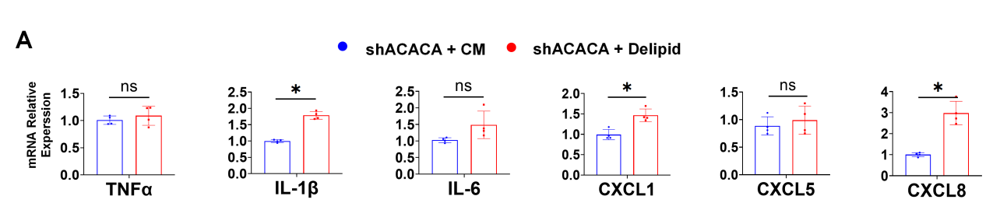 A
shACACA + CM
shACACA + Delipid
mRNA Relative
Experssion
ns
1.5
1.0
0.5
0.0
TNFα
*
2.5
2.0
1.5
1.0
0.5
0.0
IL-1β
ns
2.5
2.0
1.5
1.0
0.5
0.0
IL-6
*
2.0
1.5
1.0
0.5
0.0
CXCL1
ns
1.5
1.0
0.5
0.0
CXCL5
*
4
3
2
1
0
CXCL8